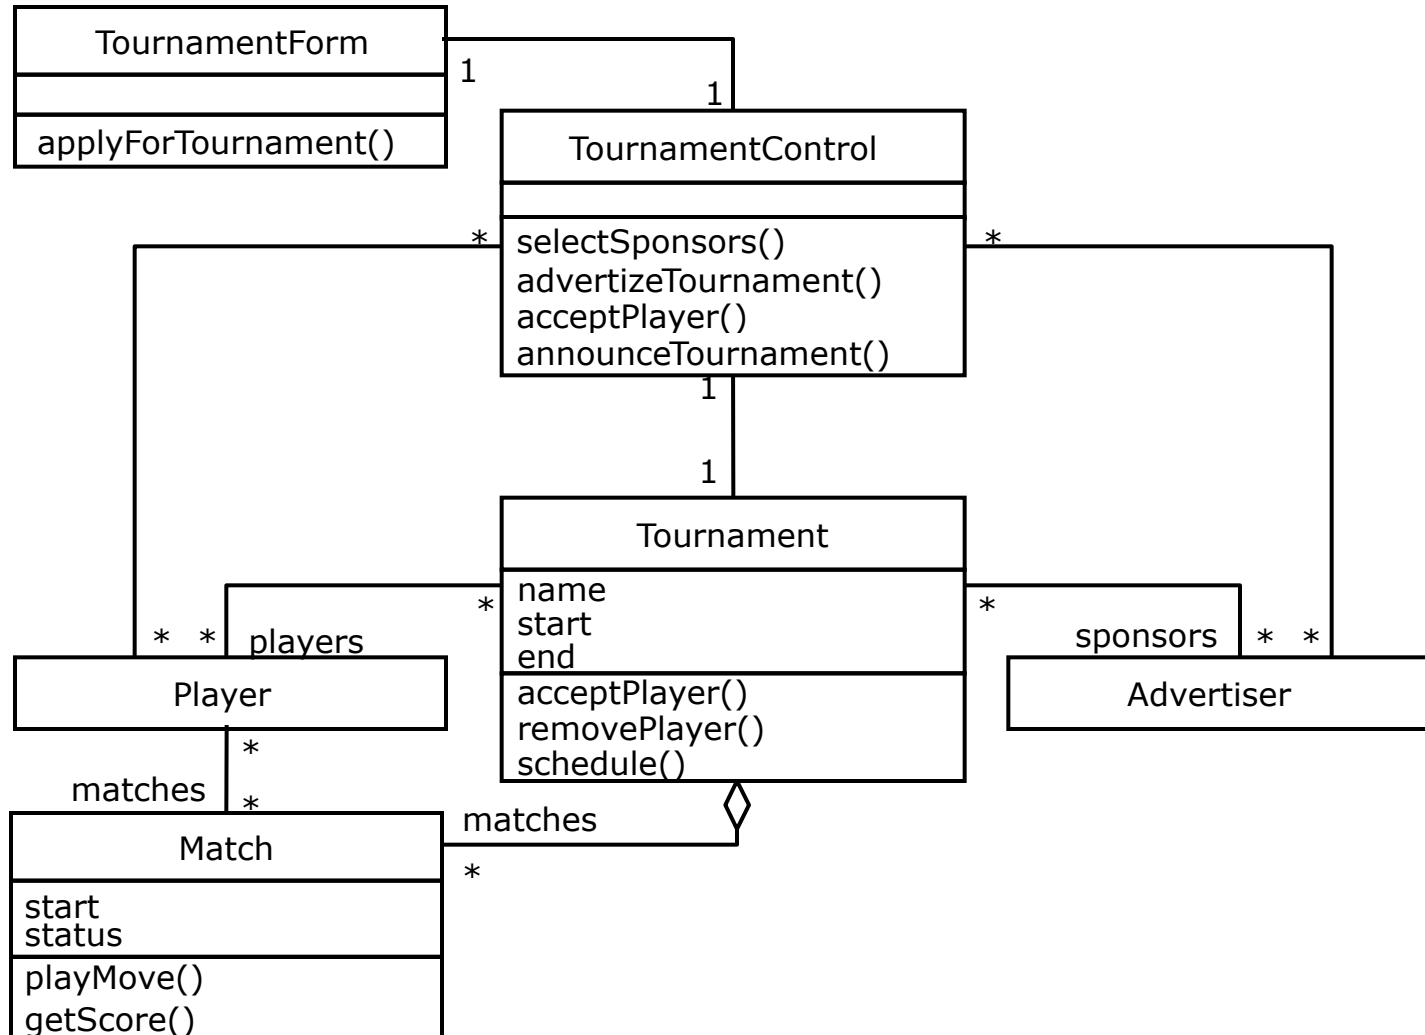 TournamentForm
1
applyForTournament()
1
TournamentControl
*
*
selectSponsors()
advertizeTournament()
acceptPlayer()
announceTournament()
1
1
Tournament
name
start
end
*
*
* * players
sponsors * *
Player
Advertiser
acceptPlayer()
removePlayer()
schedule()
*
matches *
matches
*
Match
start
status
playMove()
getScore()